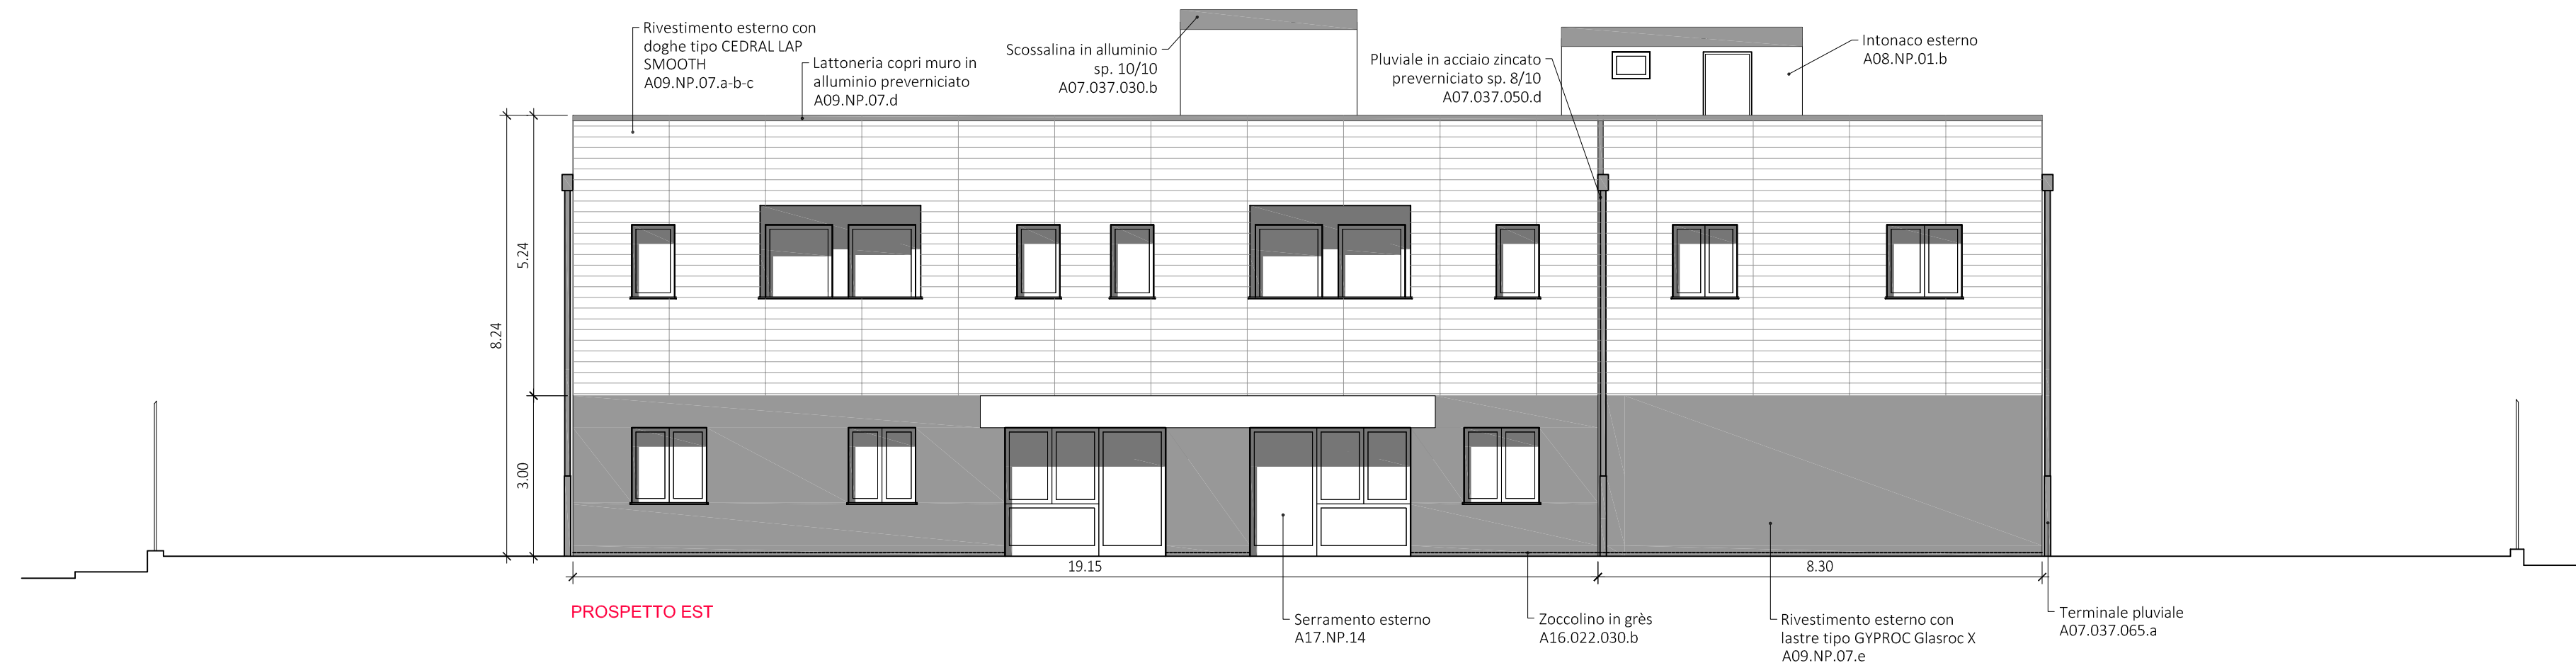 Rivestimento esterno con
doghe tipo CEDRAL LAP
SMOOTH
A09.NP.07.a-b-c
Lattoneria copri muro in
alluminio preverniciato
A09.NP.07.d
Scossalina in alluminio
sp. 10/10
A07.037.030.b
Pluviale in acciaio zincato
preverniciato sp. 8/10
A07.037.050.d
Intonaco esterno
A08.NP.01.b
5.24
8.24
3.00
19.15
8.30
PROSPETTO EST
Serramento esterno
A17.NP.14
Zoccolino in grès
A16.022.030.b
Rivestimento esterno con
lastre tipo GYPROC Glasroc X
A09.NP.07.e
Terminale pluviale
A07.037.065.a